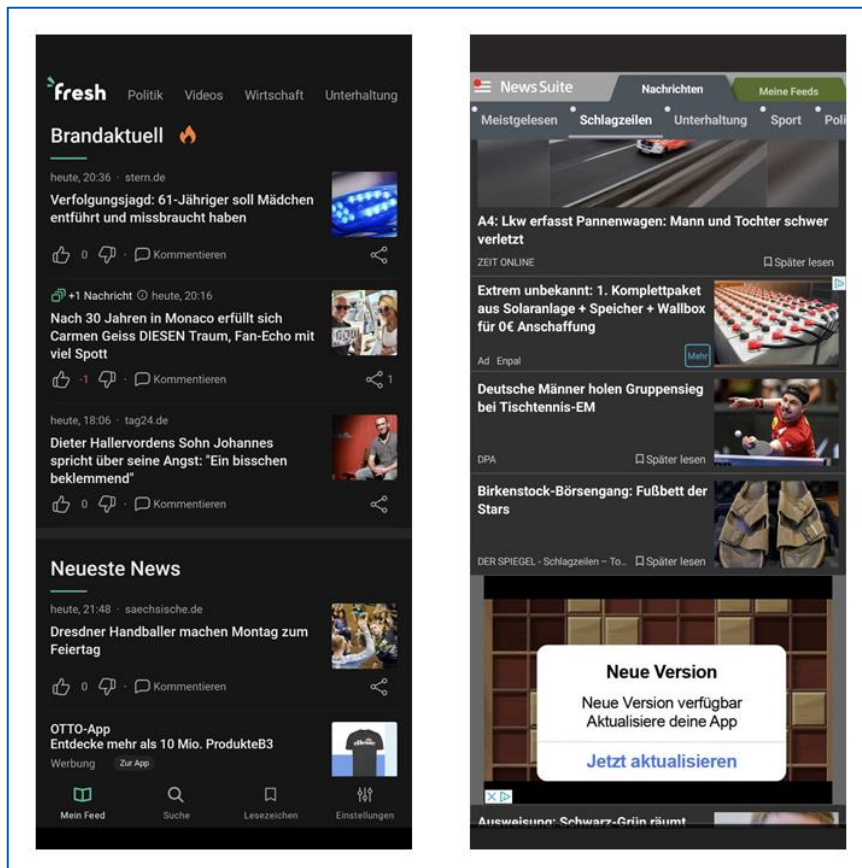 fresh Politik Videos Wirtschaft Unterhaltung
Brandaktuell
heute, 20:36 · stern.de
Verfolgungsjagd: 61-Jähriger soll Mädchen
entführt und missbraucht haben
0 · Kommentieren
+1 Nachricht heute, 20:16
Nach 30 Jahren in Monaco erfüllt sich
Carmen Geiss DIESEN Traum, Fan-Echo mit
viel Spott
-1 · Kommentieren 1
heute, 18:06 · tag24.de
Dieter Hallervordens Sohn Johannes
spricht über seine Angst: "Ein bisschen
beklemmend"
0 · Kommentieren
Neueste News
heute, 21:48 · saechsische.de
Dresdner Handballer machen Montag zum
Feiertag
0 · Kommentieren
OTTO-App
Entdecke mehr als 10 Mio. ProdukteB3
Werbung Zur App
Mein Feed Suche Lesezeichen Einstellungen
News Suite Nachrichten Meine Feeds
Meistgelesen Schlagzeilen Unterhaltung Sport Poli
A4: Lkw erfasst Pannenwagen: Mann und Tochter schwer
verletzt
ZEIT ONLINE Später lesen
Extrem unbekannt: 1. Komplettpaket
aus Solaranlage + Speicher + Wallbox
für 0€ Anschaffung
Ad Enpal Mehr
Deutsche Männer holen Gruppensieg
bei Tischtennis-EM
DPA Später lesen
Birkenstock-Börsengang: Fußbett der
Stars
DER SPIEGEL - Schlagzeilen – To... Später lesen
Neue Version
Neue Version verfügbar
Aktualisiere deine App
Jetzt aktualisieren
Ausweisung: Schwarz-Grün räumt